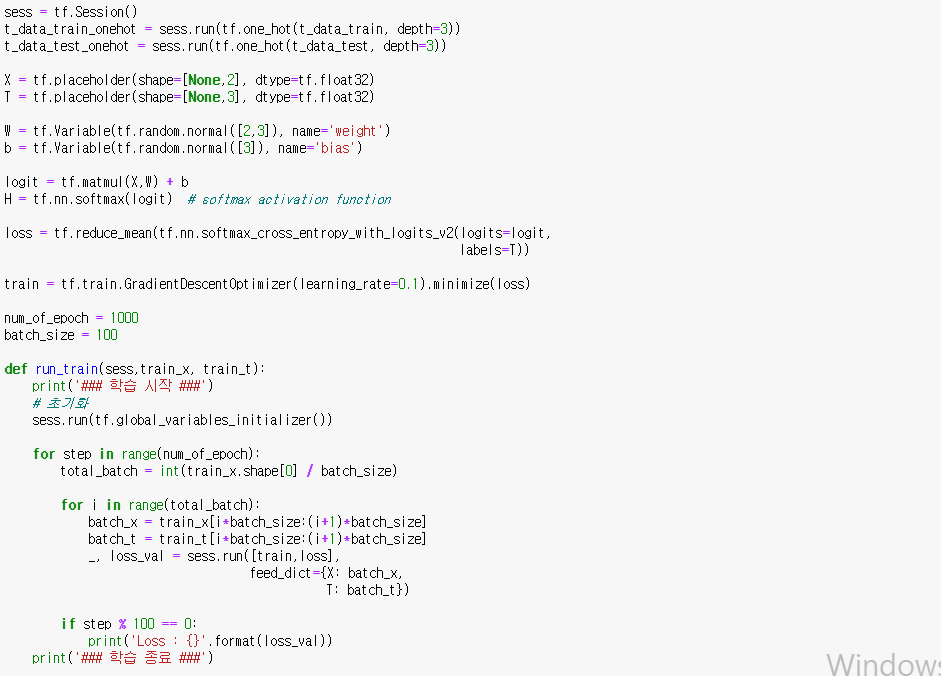 sess = tf.Session()
t_data_train_onehot = sess.run(tf.one_hot(t_data_train, depth=3))
t_data_test_onehot = sess.run(tf.one_hot(t_data_test, depth=3))
X = tf.placeholder(shape=[None,2], dtype=tf.float32)
T = tf.placeholder(shape=[None,3], dtype=tf.float32)
W = tf.Variable(tf.random.normal([2,3]), name='weight')
b = tf.Variable(tf.random.normal([3]), name='bias')
logit = tf.matmul(X,W) + b
H = tf.nn.softmax(logit)  # softmax activation function
loss = tf.reduce_mean(tf.nn.softmax_cross_entropy_with_logits_v2(logits=logit,
labels=T))
train = tf.train.GradientDescentOptimizer(learning_rate=0.1).minimize(loss)
num_of_epoch = 1000
batch_size = 100
def run_train(sess,train_x, train_t):
    print('### 학습 시작 ###')
    # 초기화
    sess.run(tf.global_variables_initializer())
    for step in range(num_of_epoch):
        total_batch = int(train_x.shape[0] / batch_size)
        for i in range(total_batch):
            batch_x = train_x[i*batch_size:(i+1)*batch_size]
            batch_t = train_t[i*batch_size:(i+1)*batch_size]
            _, loss_val = sess.run([train,loss],
                                   feed_dict={X: batch_x,
                                              T: batch_t})
        if step % 100 == 0:
            print('Loss : {}'.format(loss_val))
    print('### 학습 종료 ###')
Windows